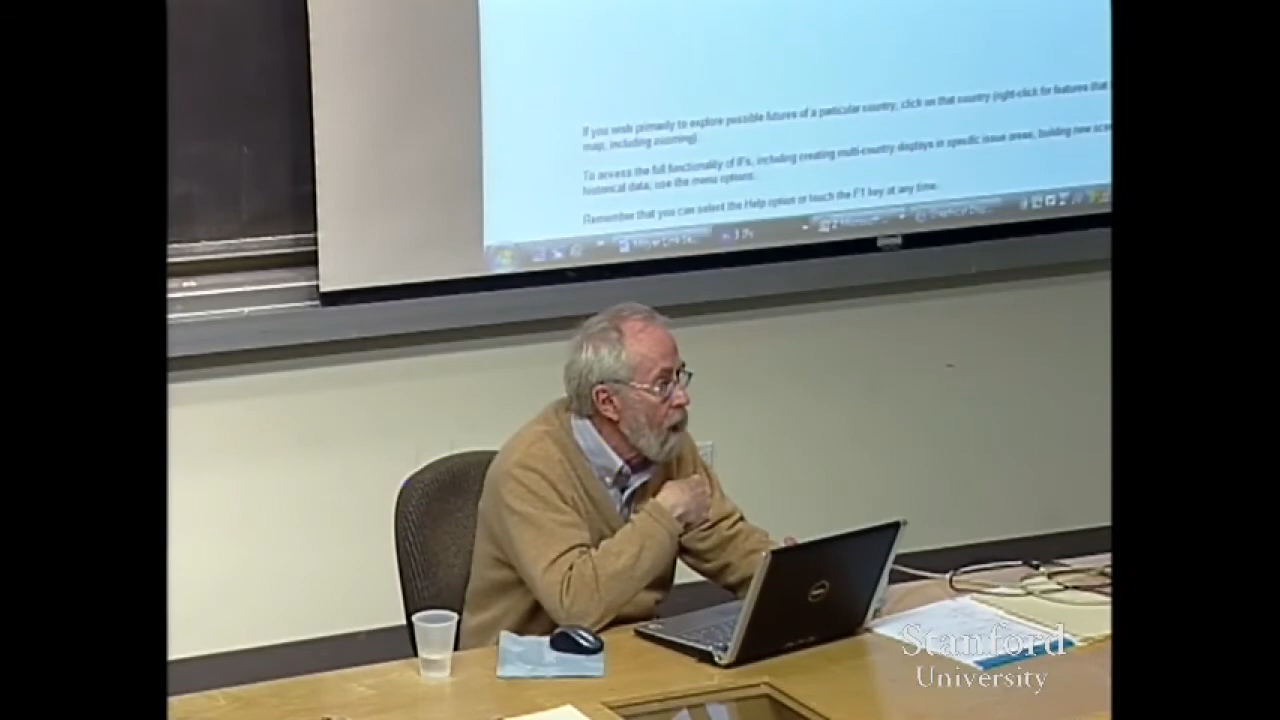 If you wish primarily to explore possible futures of a particular country, click on that country (right-click for features that
map, including zooming)
To access the full functionality of IFs, including creating multi-country displays in specific issue areas, building new
historical data, use the menu options.
Remember that you can select the Help option or touch the F1 key at any time.
DELL
Stanford
University